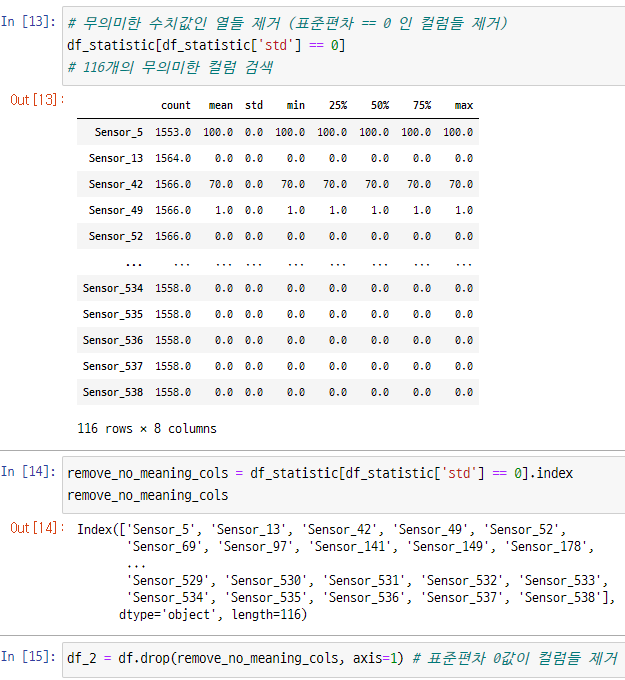 In [13]: # 무의미한 수치값인 열들 제거 (표준편차 == 0 인 컬럼들 제거)
df_statistic[df_statistic['std'] == 0]
# 116개의 무의미한 컬럼 검색
Out[13]:
count mean std min 25% 50% 75% max
Sensor_5 1553.0 100.0 0.0 100.0 100.0 100.0 100.0 100.0
Sensor_13 1564.0 0.0 0.0 0.0 0.0 0.0 0.0 0.0
Sensor_42 1566.0 70.0 0.0 70.0 70.0 70.0 70.0 70.0
Sensor_49 1566.0 1.0 0.0 1.0 1.0 1.0 1.0 1.0
Sensor_52 1566.0 0.0 0.0 0.0 0.0 0.0 0.0 0.0
... ... ... ... ... ... ... ... ...
Sensor_534 1558.0 0.0 0.0 0.0 0.0 0.0 0.0 0.0
Sensor_535 1558.0 0.0 0.0 0.0 0.0 0.0 0.0 0.0
Sensor_536 1558.0 0.0 0.0 0.0 0.0 0.0 0.0 0.0
Sensor_537 1558.0 0.0 0.0 0.0 0.0 0.0 0.0 0.0
Sensor_538 1558.0 0.0 0.0 0.0 0.0 0.0 0.0 0.0
116 rows × 8 columns
In [14]: remove_no_meaning_cols = df_statistic[df_statistic['std'] == 0].index
remove_no_meaning_cols
Out[14]: Index(['Sensor_5', 'Sensor_13', 'Sensor_42', 'Sensor_49', 'Sensor_52',
'Sensor_69', 'Sensor_97', 'Sensor_141', 'Sensor_149', 'Sensor_178',
...
'Sensor_529', 'Sensor_530', 'Sensor_531', 'Sensor_532', 'Sensor_533',
'Sensor_534', 'Sensor_535', 'Sensor_536', 'Sensor_537', 'Sensor_538'],
dtype='object', length=116)
In [15]: df_2 = df.drop(remove_no_meaning_cols, axis=1) # 표준편차 0값이 컬럼들 제거